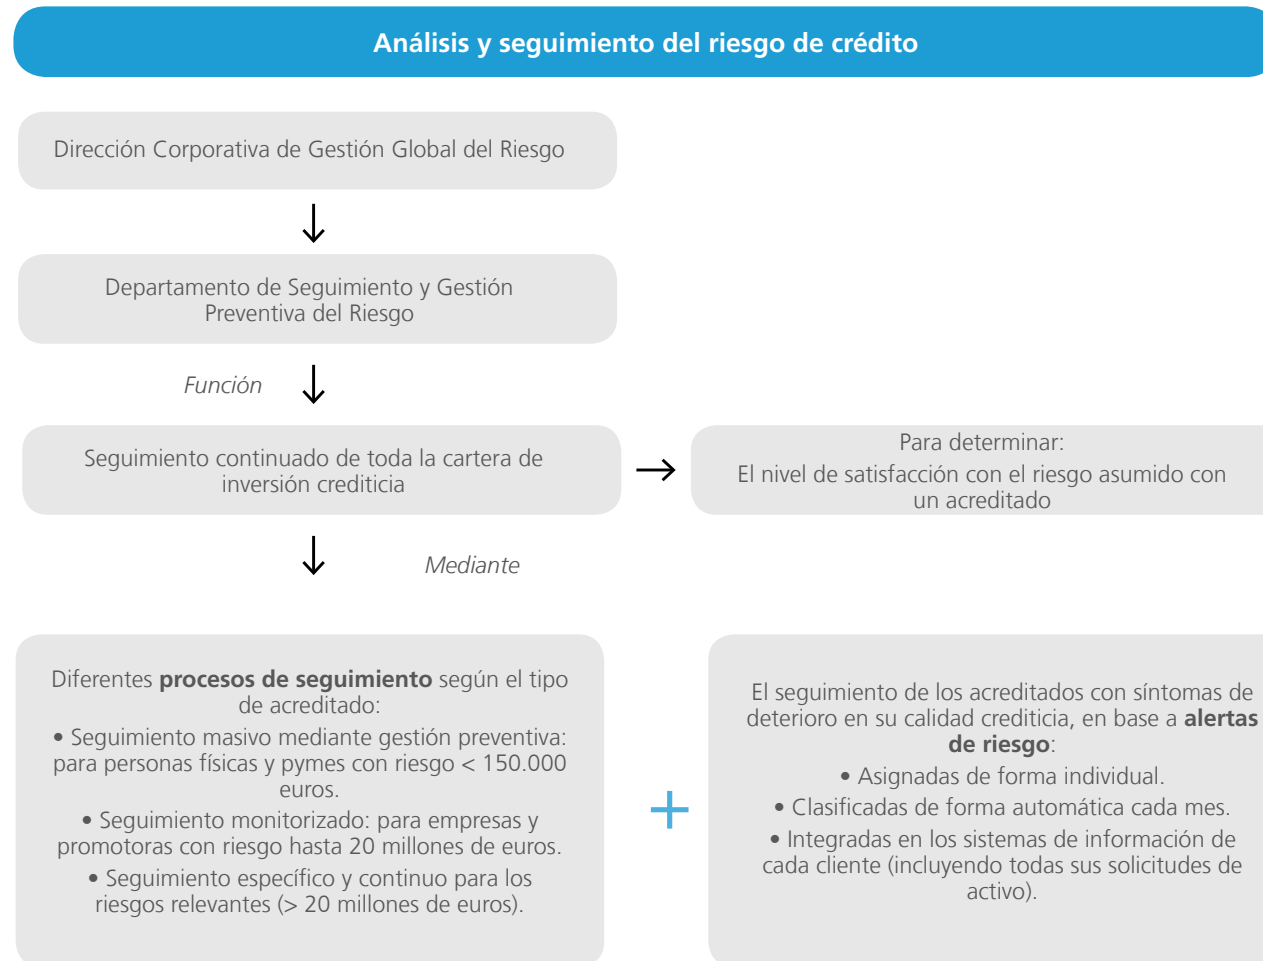 Análisis y seguimiento del riesgo de crédito
Dirección Corporativa de Gestión Global del Riesgo
Departamento de Seguimiento y Gestión
Preventiva del Riesgo
Función
Seguimiento continuado de toda la cartera de
inversión crediticia
Para determinar:
El nivel de satisfacción con el riesgo asumido con
un acreditado
Mediante
Diferentes procesos de seguimiento según el tipo
de acreditado:
• Seguimiento masivo mediante gestión preventiva:
para personas físicas y pymes con riesgo < 150.000
euros.
• Seguimiento monitorizado: para empresas y
promotoras con riesgo hasta 20 millones de euros.
• Seguimiento específico y continuo para los
riesgos relevantes (> 20 millones de euros).
+
El seguimiento de los acreditados con síntomas de
deterioro en su calidad crediticia, en base a alertas
de riesgo:
• Asignadas de forma individual.
• Clasificadas de forma automática cada mes.
• Integradas en los sistemas de información de
cada cliente (incluyendo todas sus solicitudes de
activo).